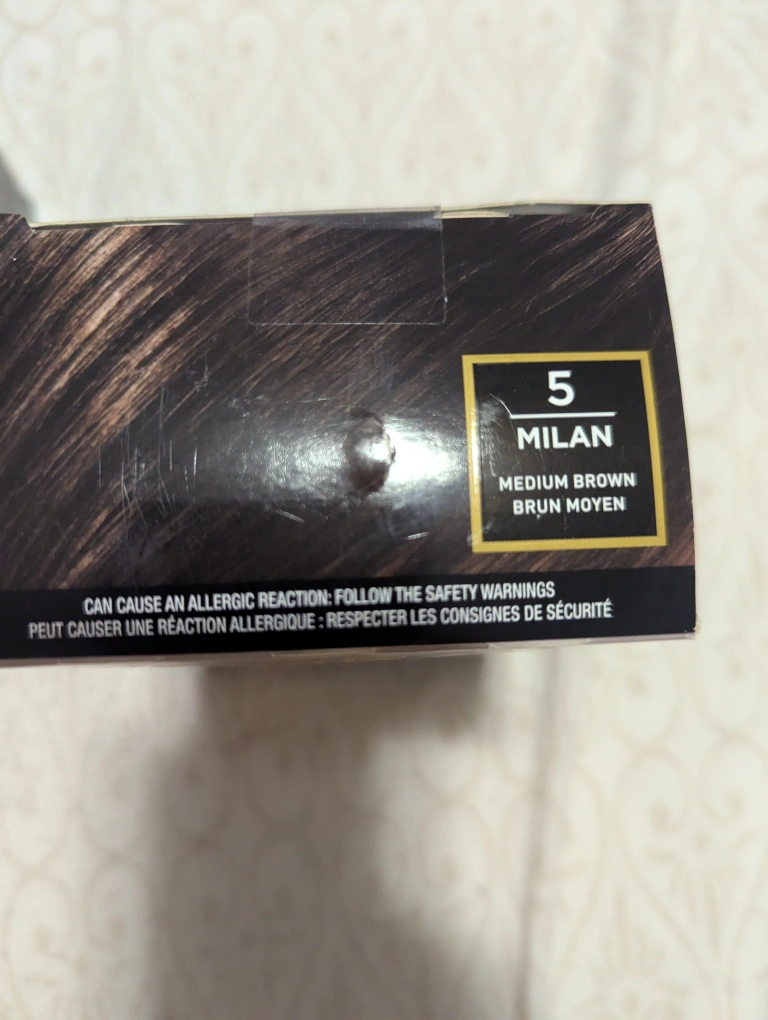 5
MILAN
MEDIUM BROWN
BRUN MOYEN
CAN CAUSE AN ALLERGIC REACTION: FOLLOW THE SAFETY WARNINGS
PEUT CAUSER UNE RÉACTION ALLERGIQUE : RESPECTER LES CONSIGNES DE SÉCURITÉ